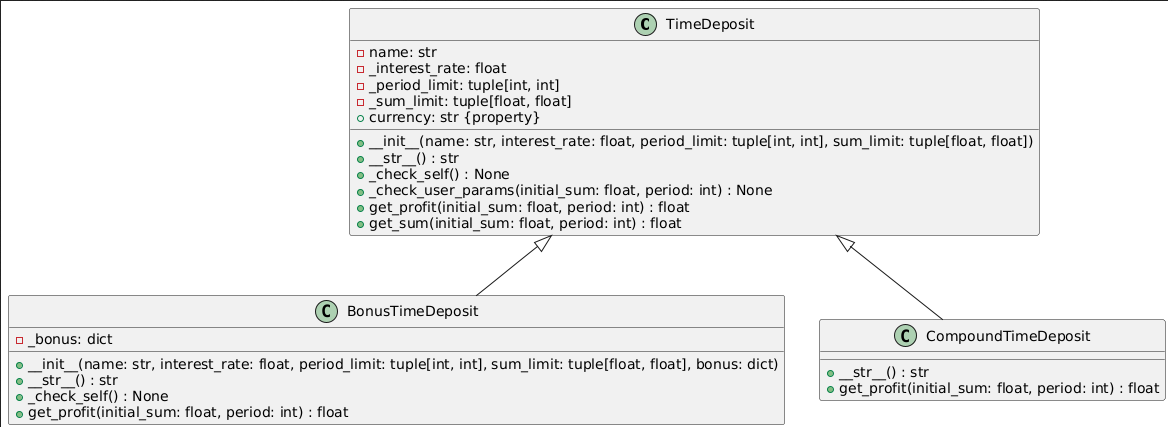 C TimeDeposit
name: str
_interest_rate: float
_period_limit: tuple[int, int]
_sum_limit: tuple[float, float]
currency: str {property}
__init__(name: str, interest_rate: float, period_limit: tuple[int, int], sum_limit: tuple[float, float])
__str__() : str
_check_self() : None
_check_user_params(initial_sum: float, period: int) : None
get_profit(initial_sum: float, period: int) : float
get_sum(initial_sum: float, period: int) : float
C BonusTimeDeposit
_bonus: dict
__init__(name: str, interest_rate: float, period_limit: tuple[int, int], sum_limit: tuple[float, float], bonus: dict)
__str__() : str
_check_self() : None
get_profit(initial_sum: float, period: int) : float
C CompoundTimeDeposit
__str__() : str
get_profit(initial_sum: float, period: int) : float